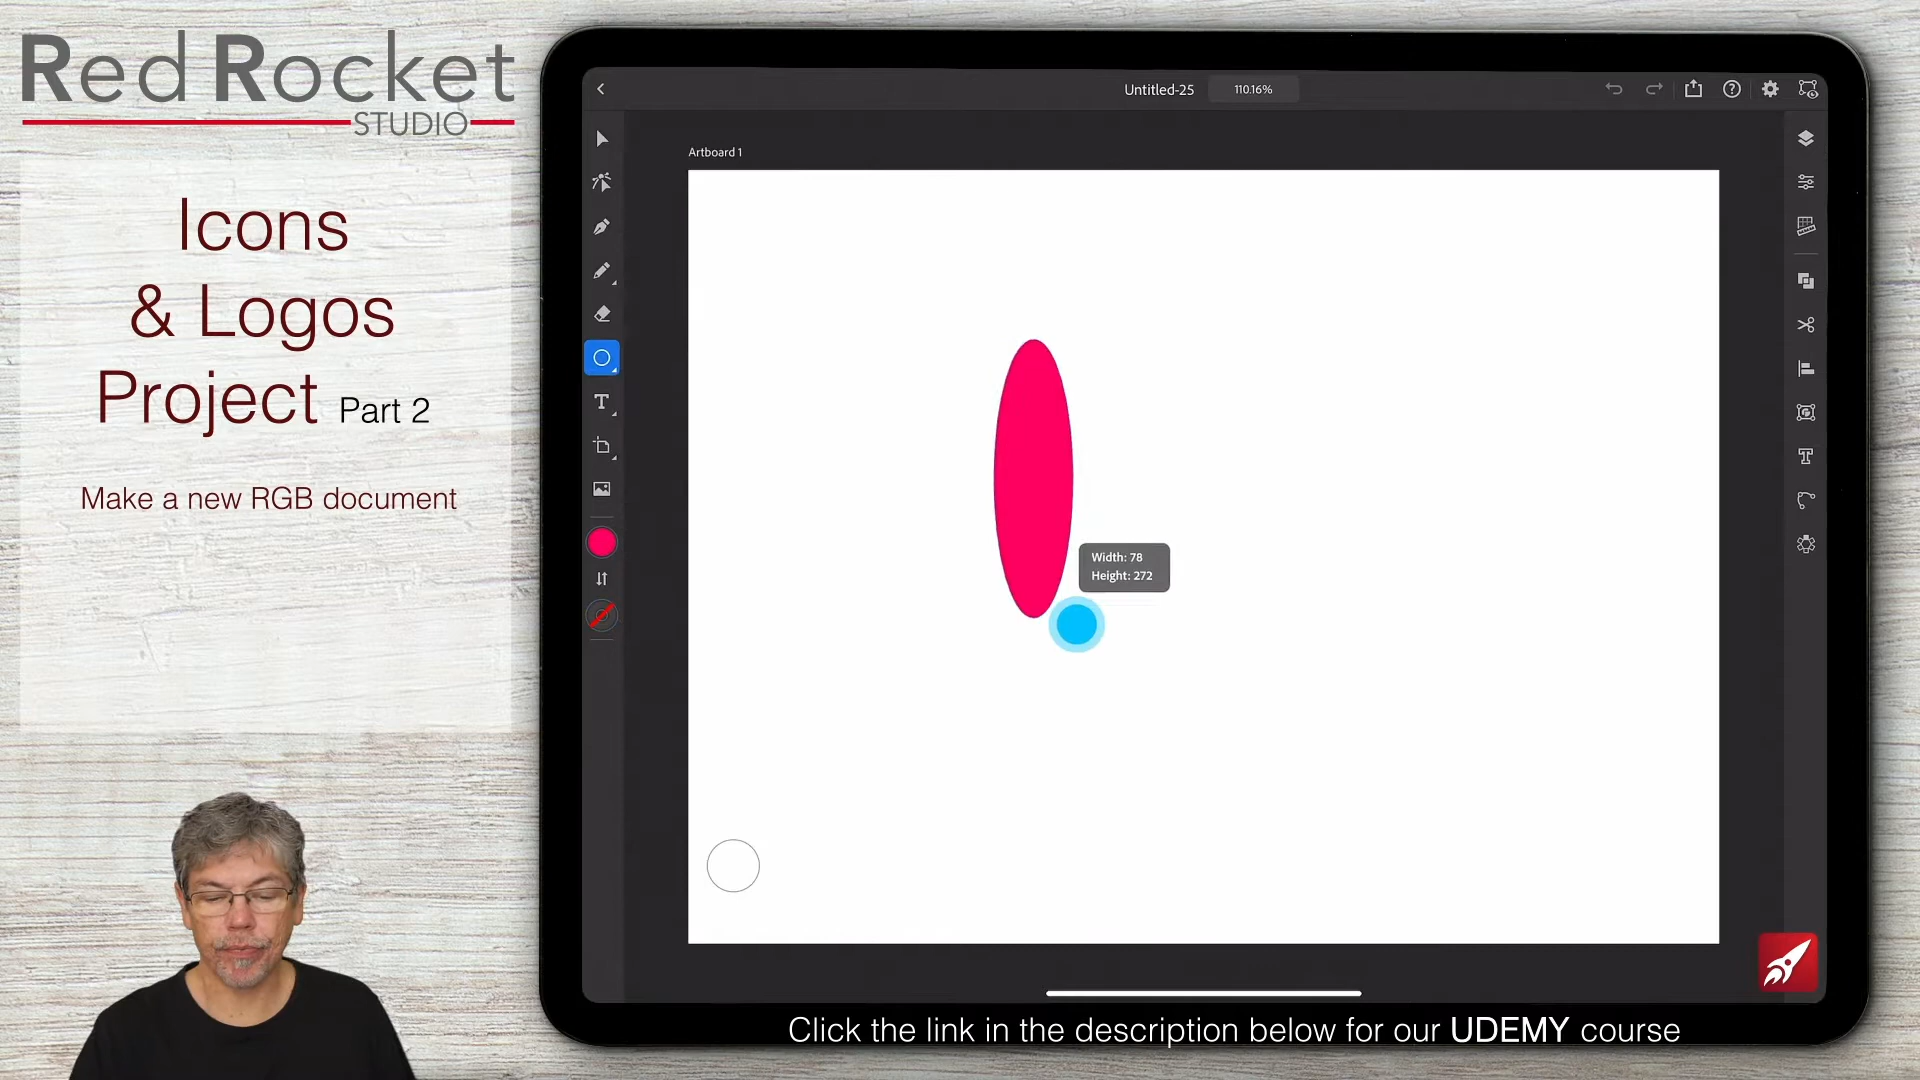 Red Rocket
STUDIO
Icons
& Logos
Project Part 2
Make a new RGB document
Untitled-25
110.16%
Artboard 1
Width: 78
Height: 272
Click the link in the description below for our UDEMY course